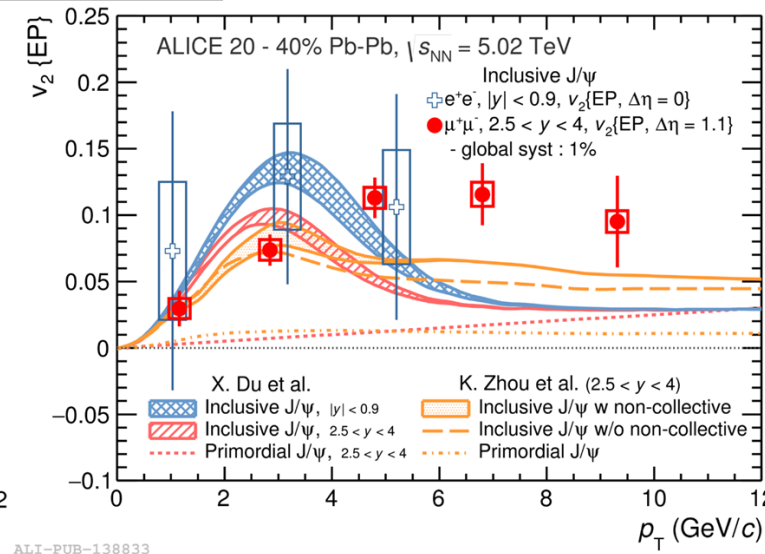 0.25
0.2
0.15
0.1
0.05
0
−0.05
−0.1
v₂ {EP}
ALICE 20 - 40% Pb-Pb, √sNN = 5.02 TeV
Inclusive J/ψ
e⁺e⁻, |y| < 0.9, v₂{EP, Δη = 0}
μ⁺μ⁻, 2.5 < y < 4, v₂{EP, Δη = 1.1}
- global syst : 1%
X. Du et al.
Inclusive J/ψ, |y| < 0.9
Inclusive J/ψ, 2.5 < y < 4
Primordial J/ψ, 2.5 < y < 4
K. Zhou et al. (2.5 < y < 4)
Inclusive J/ψ w non-collective
Inclusive J/ψ w/o non-collective
Primordial J/ψ
2 0 2 4 6 8 10 12
pT (GeV/c)
ALI-PUB-138833